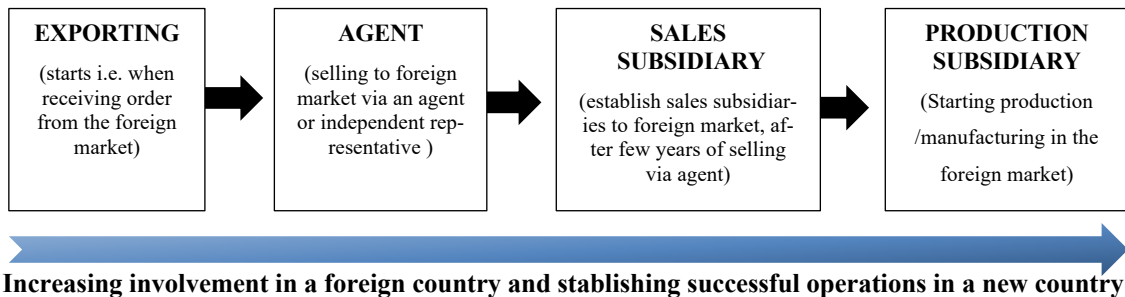 EXPORTING
(starts i.e. when
receiving order
from the foreign
market)
AGENT
(selling to foreign
market via an agent
or independent rep-
resentative )
SALES
SUBSIDIARY
(establish sales subsidiar-
ies to foreign market, af-
ter few years of selling
via agent)
PRODUCTION
SUBSIDIARY
(Starting production
/manufacturing in the
foreign market)
Increasing involvement in a foreign country and stablishing successful operations in a new country